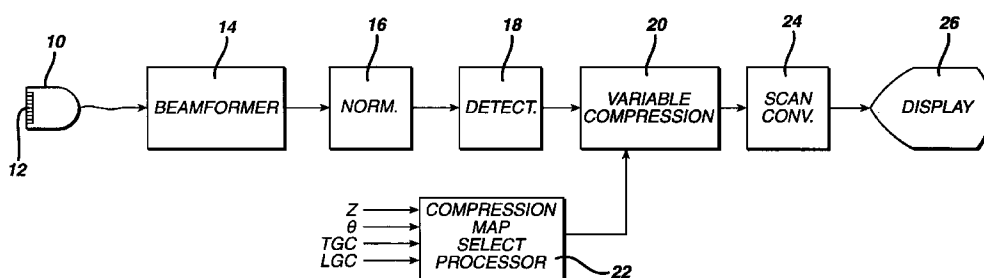 10
14
16
18
20
24
26
BEAMFORMER
NORM.
DETECT.
VARIABLE
COMPRESSION
SCAN
CONV.
DISPLAY
12
Z
θ
TGC
LGC
COMPRESSION
MAP
SELECT
PROCESSOR
22